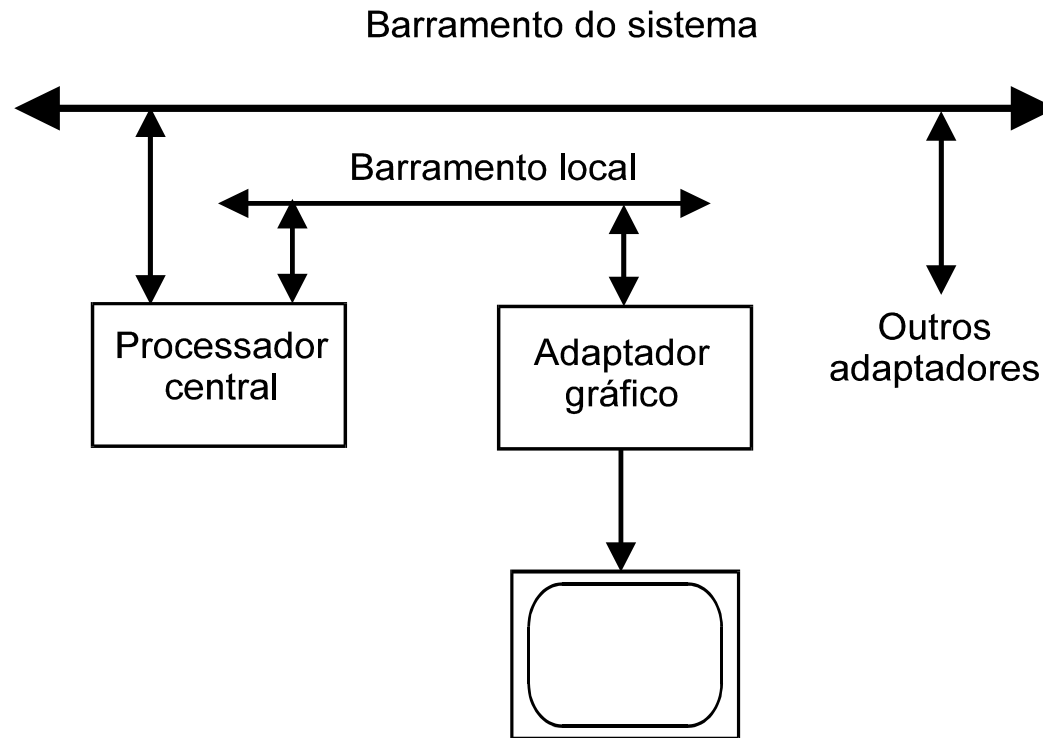 Barramento do sistema
Barramento local
Processador
central
Adaptador
gráfico
Outros
adaptadores